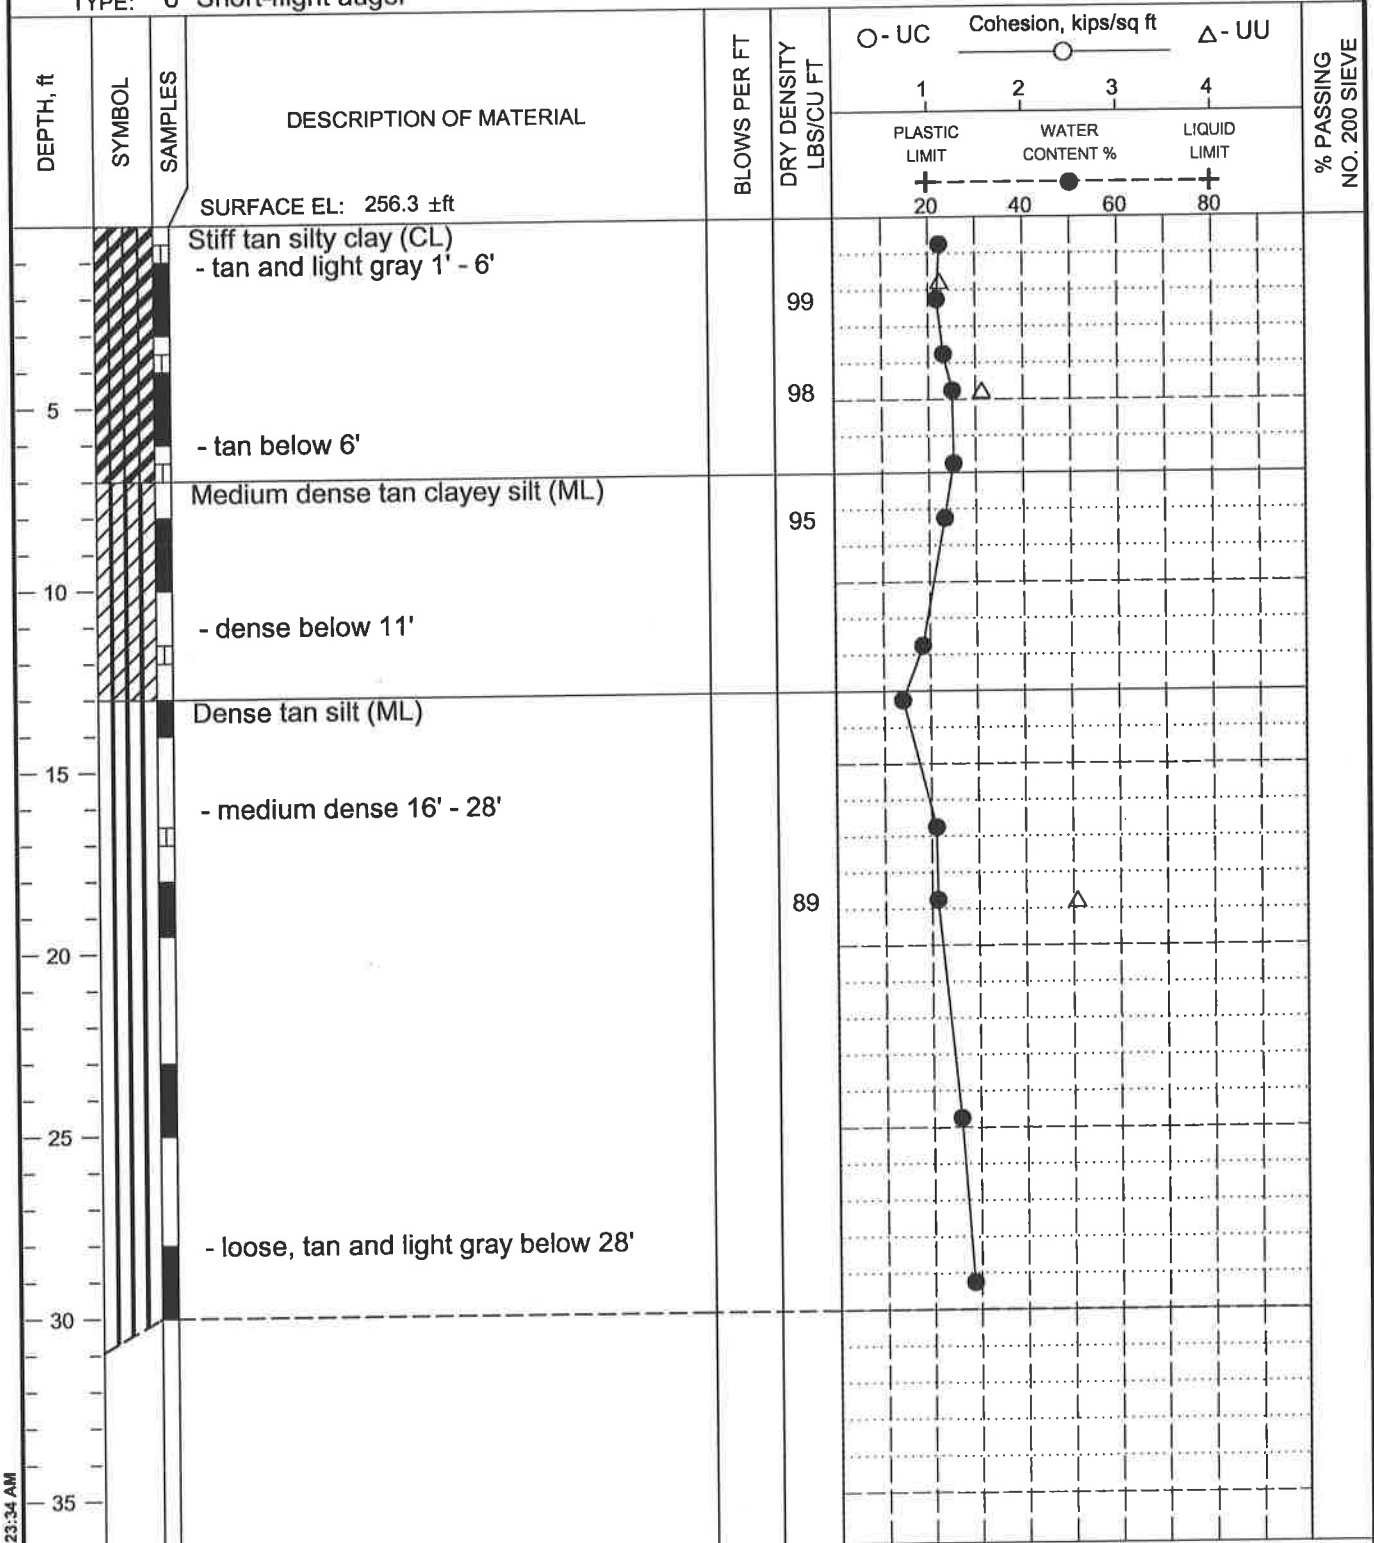 TYPE: 6" Short-flight auger
DEPTH, ft
SYMBOL
SAMPLES
DESCRIPTION OF MATERIAL
SURFACE EL: 256.3 ±ft
BLOWS PER FT
DRY DENSITY
LBS/CU FT
O - UC Cohesion, kips/sq ft △ - UU
1 2 3 4
PLASTIC LIMIT
WATER CONTENT %
LIQUID LIMIT
20 40 60 80
% PASSING
NO. 200 SIEVE
Stiff tan silty clay (CL)
- tan and light gray 1' - 6'
99
98
5
- tan below 6'
Medium dense tan clayey silt (ML)
95
10
- dense below 11'
Dense tan silt (ML)
15
- medium dense 16' - 28'
89
20
25
- loose, tan and light gray below 28'
30
35
23:34 AM